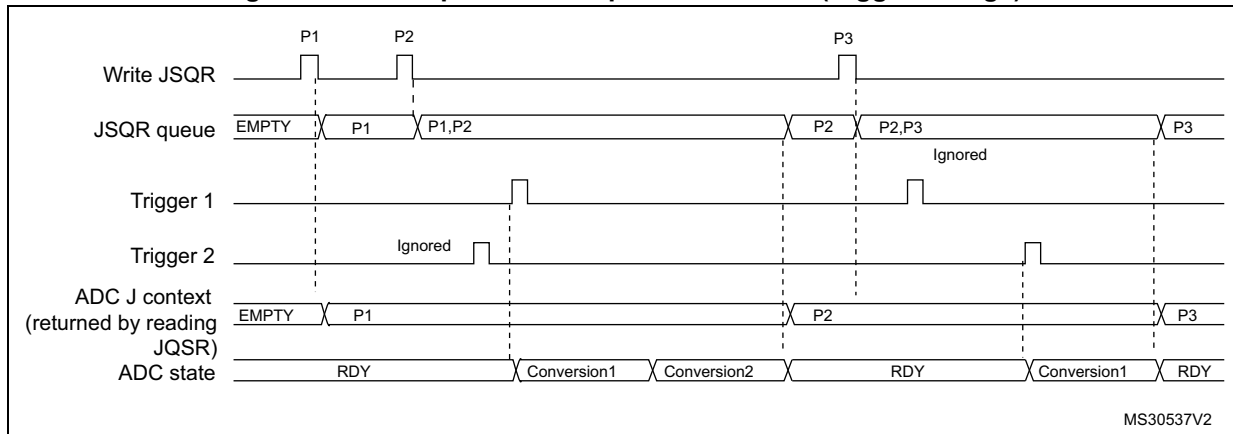 P1 P2 P3
Write JSQR
JSQR queue EMPTY P1 P1,P2 P2 P2,P3 P3
Ignored
Trigger 1
Trigger 2 Ignored
ADC J context
(returned by reading EMPTY P1 P2 P3
JQSR)
ADC state RDY Conversion1 Conversion2 RDY Conversion1 RDY
MS30537V2